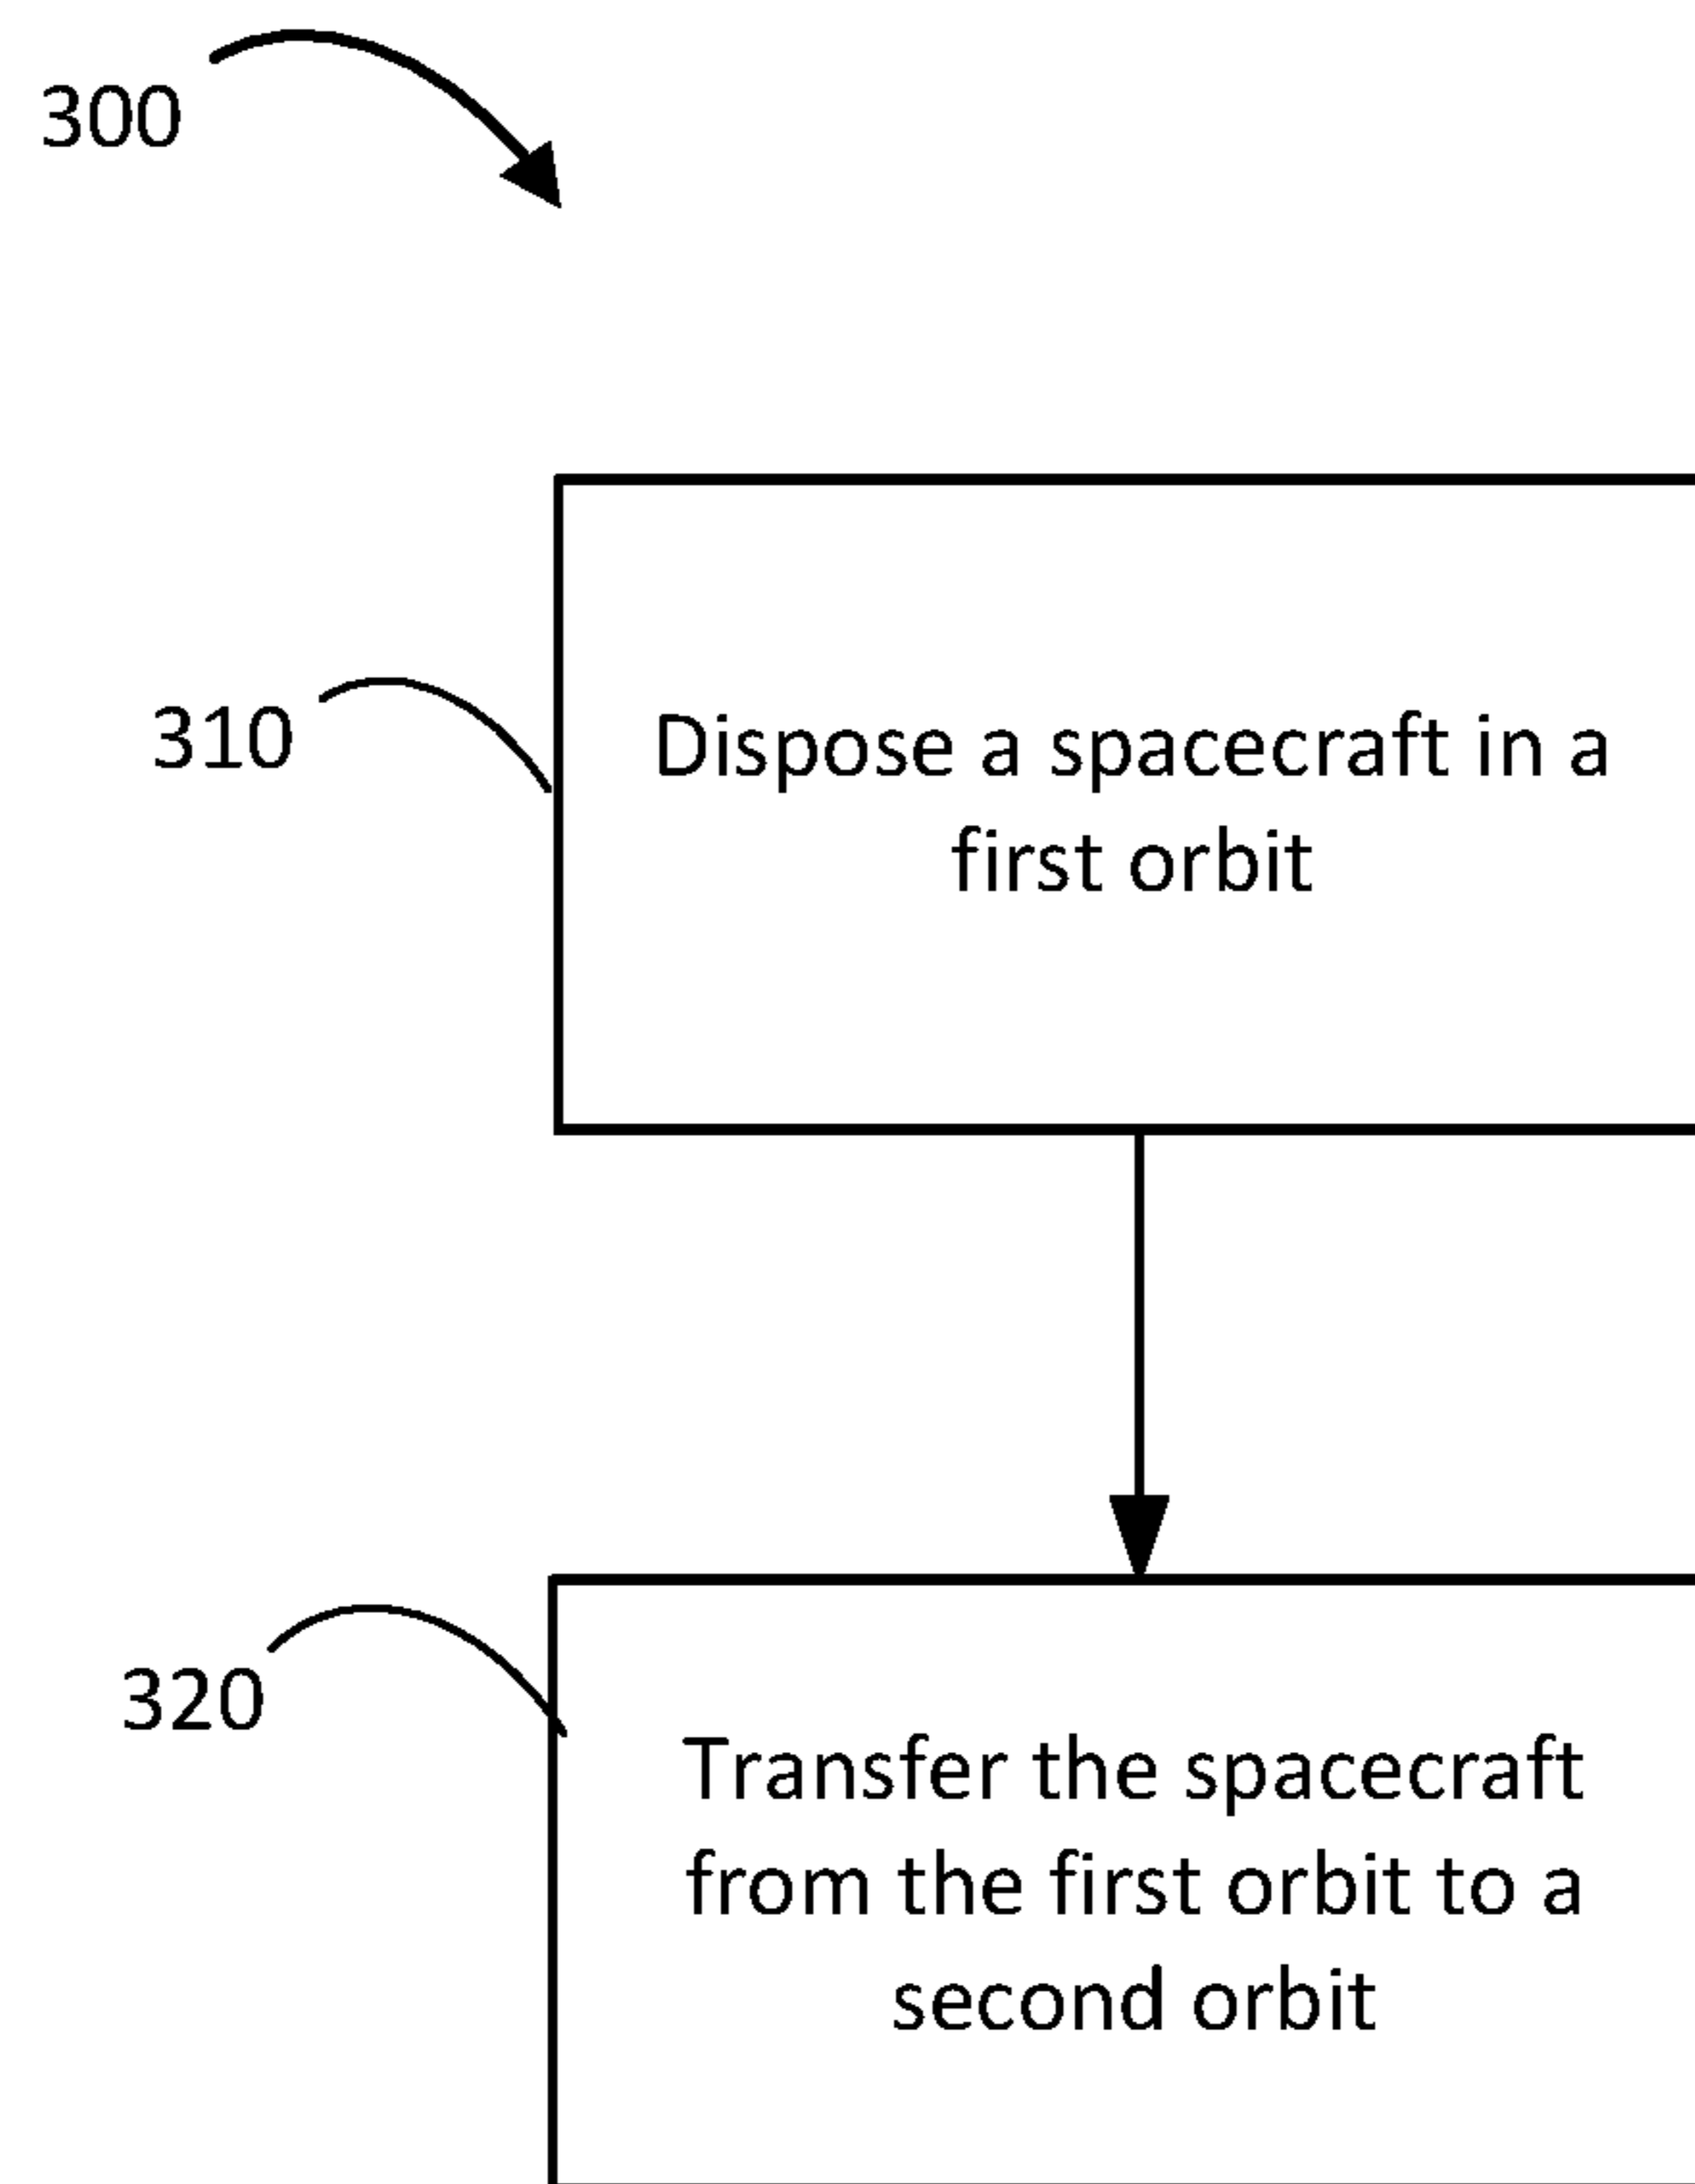 300
310
Dispose a spacecraft in a
first orbit
320
Transfer the spacecraft
from the first orbit to a
second orbit